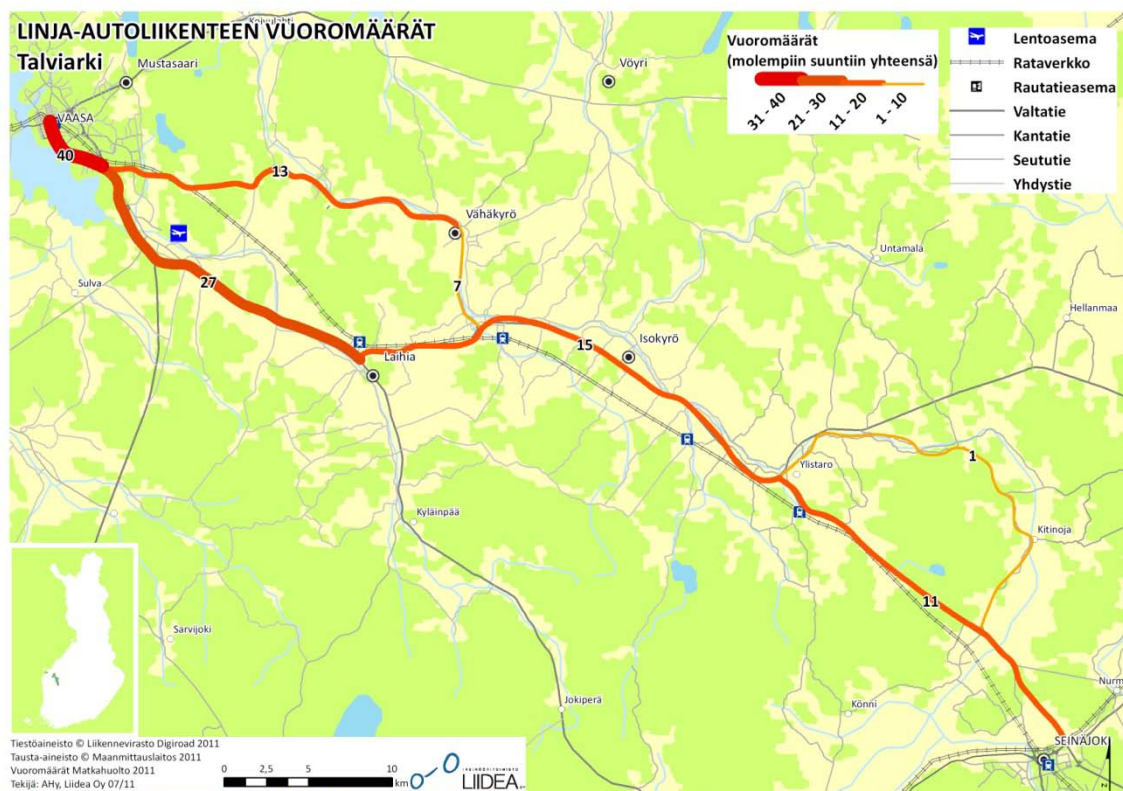 LINJA-AUTOLIIKENTEEN VUOROMÄÄRÄT
Talviarki
Koivulahti
Mustasaari
Vöyri
Vuoromäärät
(molempiin suuntiin yhteensä)
31 - 40
21 - 30
11 - 20
1 - 10
Lentoasema
Rataverkko
Rautatieasema
Valtatie
Kantatie
Seututie
Yhdystie
VAASA
40
13
Vähäkyrö
Untamala
27
7
Sulva
Hellanmaa
15
Isokyrö
Laihia
Ylistaro
1
Kyläinpää
Kitinoja
11
Sarvijoki
Jokiperä
Könni
Nurm
SEINÄJOK
Tiestöaineisto © Liikennevirasto Digiroad 2011
Tausta-aineisto © Maanmittauslaitos 2011
Vuoromäärät Matkahuolto 2011
Tekijä: AHy, Liidea Oy 07/11
0 2,5 5 10
km
LIIDEA